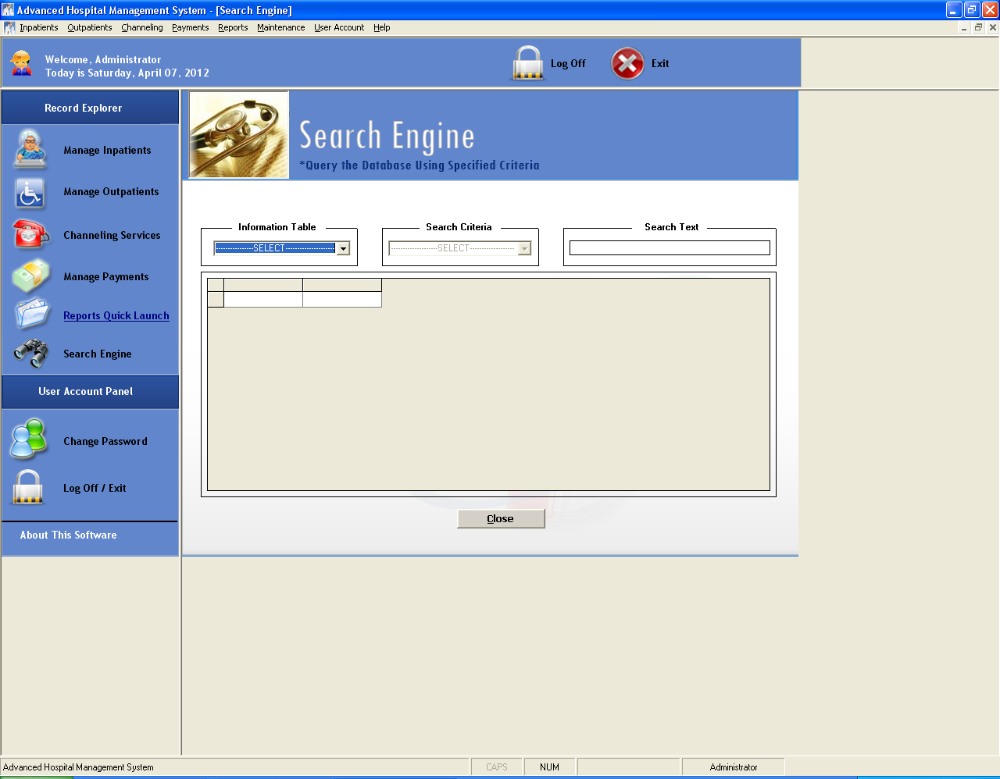 Advanced Hospital Management System - [Search Engine]
Inpatients Outpatients Channeling Payments Reports Maintenance User Account Help
Welcome, Administrator
Today is Saturday, April 07, 2012
Log Off
Exit
Record Explorer
Manage Inpatients
Manage Outpatients
Channeling Services
Manage Payments
Reports Quick Launch
Search Engine
User Account Panel
Change Password
Log Off / Exit
About This Software
Search Engine
*Query the Database Using Specified Criteria
Information Table
Search Criteria
Search Text
---------------SELECT--------------------
--------------------SELECT-------------------
Close
Advanced Hospital Management System
CAPS
NUM
Administrator